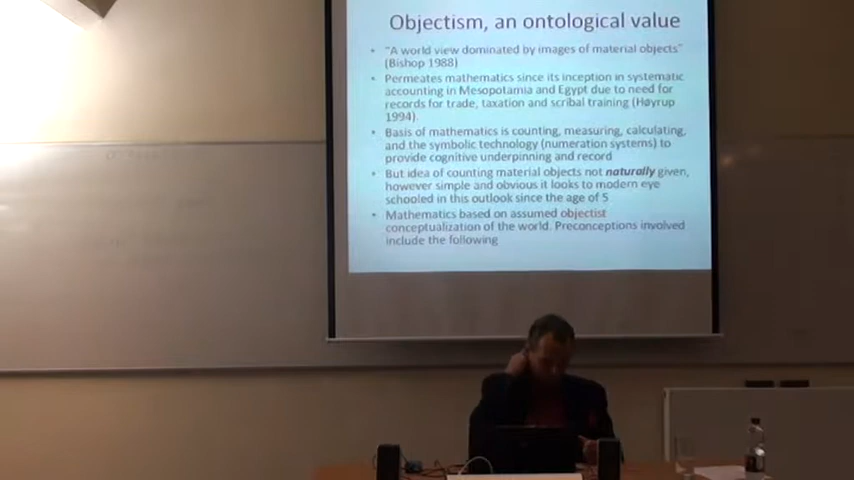 Objectism, an ontological value
• "A world view dominated by images of material objects"
(Bishop 1988)
• Permeates mathematics since its inception in systematic
accounting in Mesopotamia and Egypt due to need for
records for trade, taxation and scribal training (Høyrup
1994).
• Basis of mathematics is counting, measuring, calculating,
and the symbolic technology (numeration systems) to
provide cognitive underpinning and record
• But idea of counting material objects not naturally given,
however simple and obvious it looks to modern eye
schooled in this outlook since the age of 5
• Mathematics based on assumed objectist
conceptualization of the world. Preconceptions involved
include the following